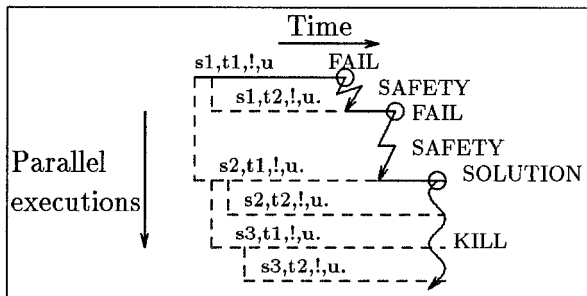 Time
s1,t1,!,u
FAIL
SAFETY
s1,t2,!,u.
FAIL
SAFETY
Parallel
executions
s2,t1,!,u.
SOLUTION
s2,t2,!,u.
s3,t1,!,u.
KILL
s3,t2,!,u.